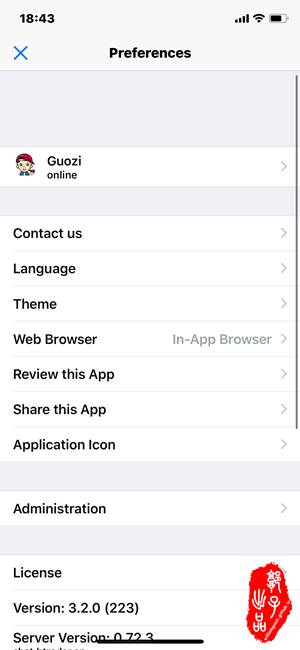 18:43
Preferences
Guozi
online
Contact us
Language
Theme
Web Browser
In-App Browser
Review this App
Share this App
Application Icon
Administration
License
Version: 3.2.0 (223)
Server Version: 0.72.3